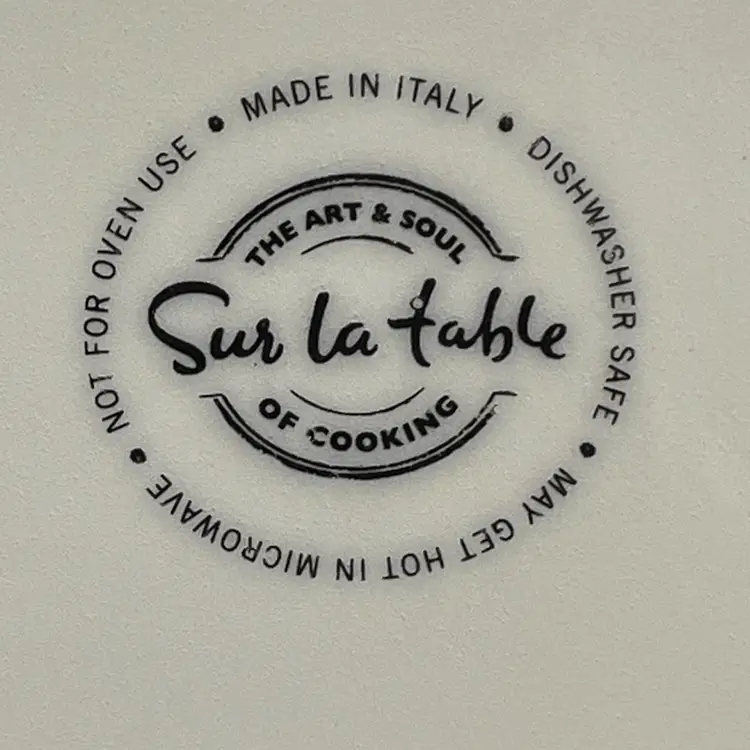 MADE IN ITALY • DISHWASHER SAFE • MAY GET HOT IN MICROWAVE • NOT FOR OVEN USE •
THE ART & SOUL
Sur la table
OF COOKING